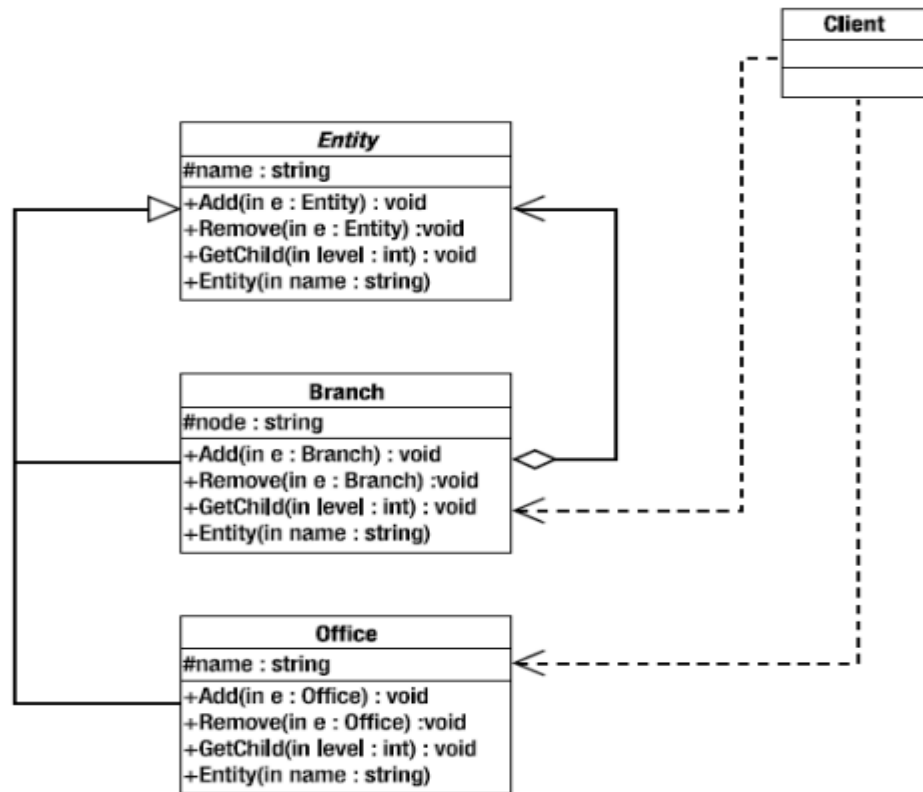 Client
Entity
#name : string
+Add(in e : Entity) : void
+Remove(in e : Entity) :void
+GetChild(in level : int) : void
+Entity(in name : string)
Branch
#node : string
+Add(in e : Branch) : void
+Remove(in e : Branch) :void
+GetChild(in level : int) : void
+Entity(in name : string)
Office
#name : string
+Add(in e : Office) : void
+Remove(in e : Office) :void
+GetChild(in level : int) : void
+Entity(in name : string)